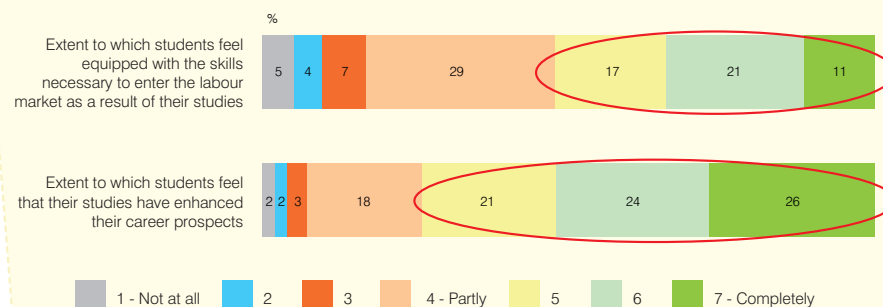 %
Extent to which students feel
equipped with the skills
necessary to enter the labour
market as a result of their studies
5 4 7 29 17 21 11
Extent to which students feel
that their studies have enhanced
their career prospects
2 2 3 18 21 24 26
1 - Not at all 2 3 4 - Partly 5 6 7 - Completely